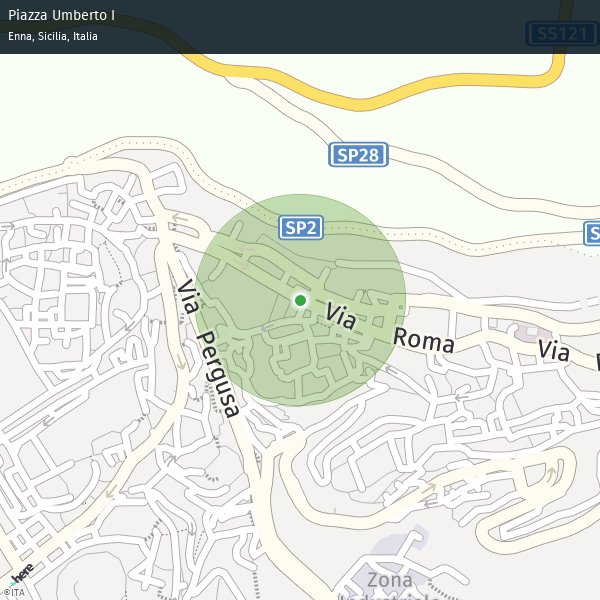 Piazza Umberto I
Enna, Sicilia, Italia
SS121
SP28
SP2
Via Pergusa
Via Roma
Via
Zona
here
©ITA